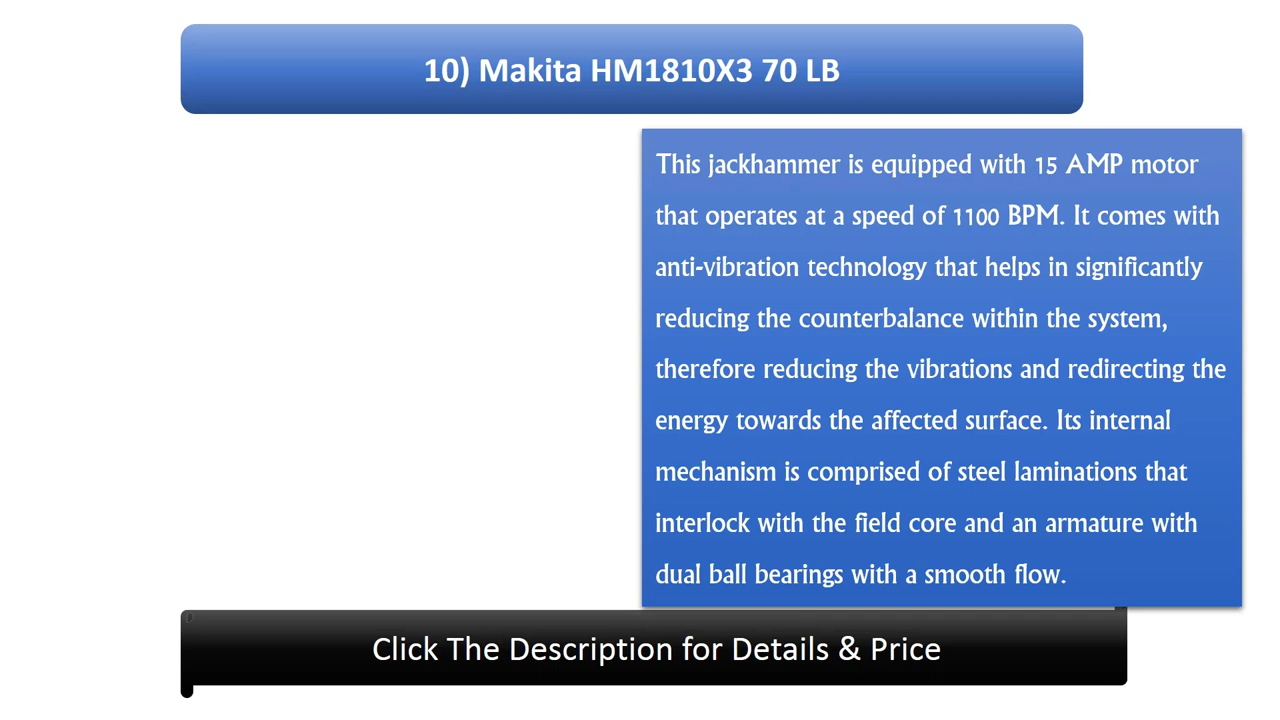 10) Makita HM1810X3 70 LB
This jackhammer is equipped with 15 AMP motor
that operates at a speed of 1100 BPM. It comes with
anti-vibration technology that helps in significantly
reducing the counterbalance within the system,
therefore reducing the vibrations and redirecting the
energy towards the affected surface. Its internal
mechanism is comprised of steel laminations that
interlock with the field core and an armature with
dual ball bearings with a smooth flow.
Click The Description for Details & Price